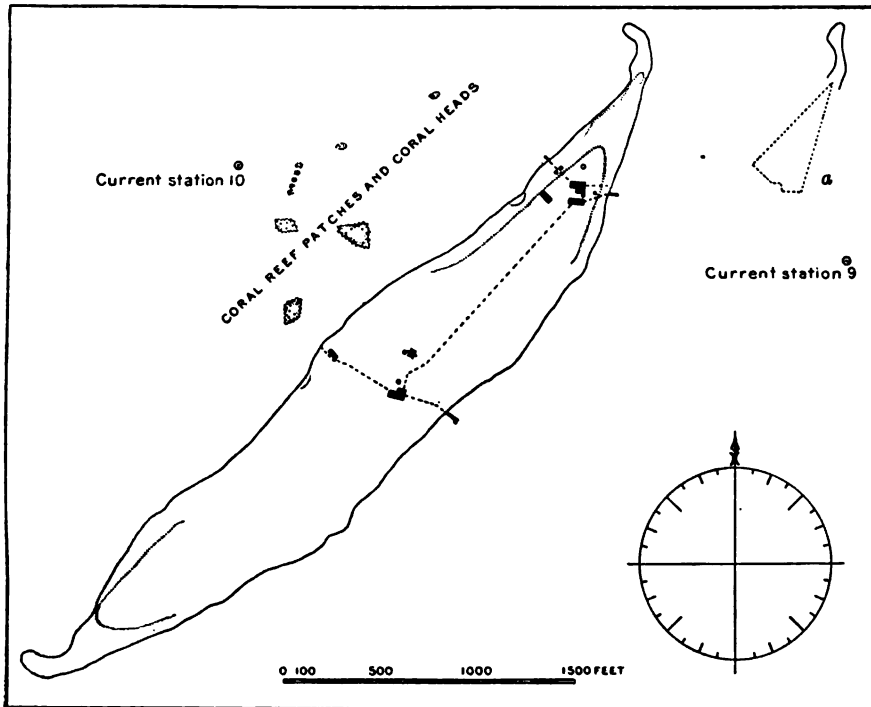 CORAL REEF PATCHES AND CORAL HEADS
Current station 10
a
Current station 9
N
0 100 500 1000 1500 FEET